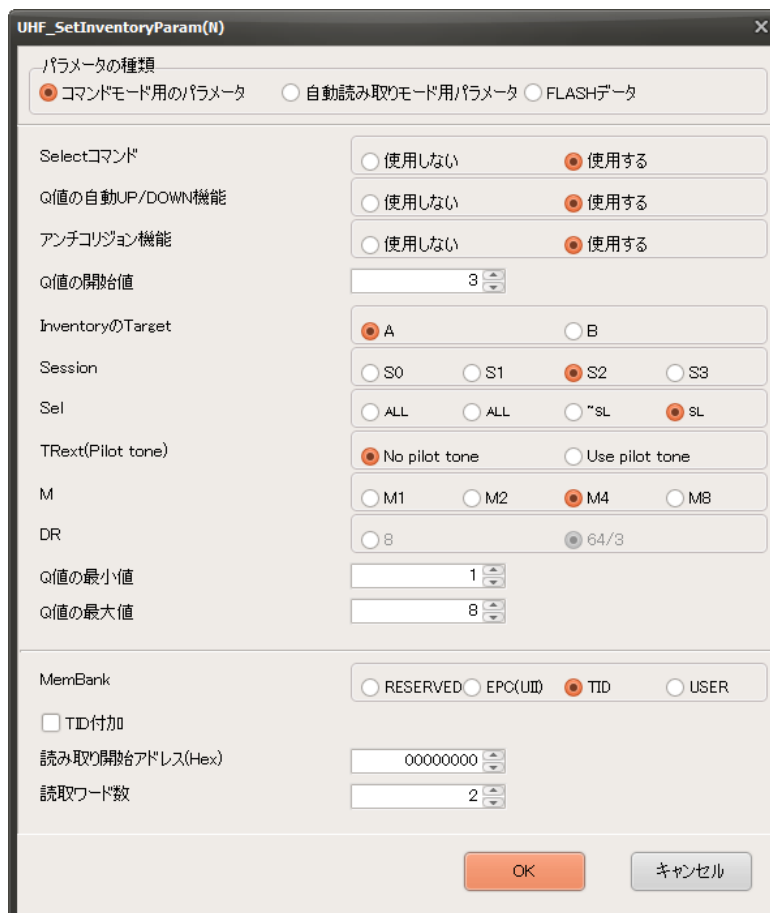 UHF_SetInventoryParam(N)
パラメータの種類
コマンドモード用のパラメータ 自動読み取りモード用パラメータ FLASHデータ
Selectコマンド 使用しない 使用する
Q値の自動UP/DOWN機能 使用しない 使用する
アンチコリジョン機能 使用しない 使用する
Q値の開始値 3
InventoryのTarget A B
Session S0 S1 S2 S3
Sel ALL ALL ~SL SL
TRext(Pilot tone) No pilot tone Use pilot tone
M M1 M2 M4 M8
DR 8 64/3
Q値の最小値 1
Q値の最大値 8
MemBank RESERVED EPC(UII) TID USER
TID付加
読み取り開始アドレス(Hex) 00000000
読取ワード数 2
OK キャンセル